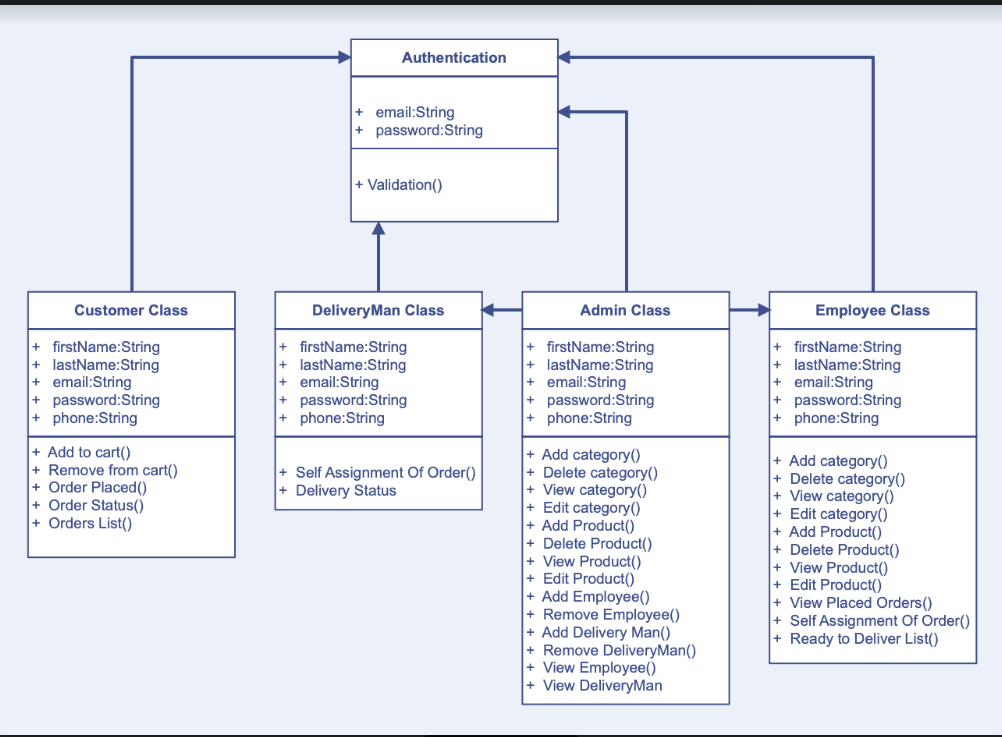 Authentication
+ email:String
+ password:String
+ Validation()
Customer Class
+ firstName:String
+ lastName:String
+ email:String
+ password:String
+ phone:String
+ Add to cart()
+ Remove from cart()
+ Order Placed()
+ Order Status()
+ Orders List()
DeliveryMan Class
+ firstName:String
+ lastName:String
+ email:String
+ password:String
+ phone:String
+ Self Assignment Of Order()
+ Delivery Status
Admin Class
+ firstName:String
+ lastName:String
+ email:String
+ password:String
+ phone:String
+ Add category()
+ Delete category()
+ View category()
+ Edit category()
+ Add Product()
+ Delete Product()
+ View Product()
+ Edit Product()
+ Add Employee()
+ Remove Employee()
+ Add Delivery Man()
+ Remove DeliveryMan()
+ View Employee()
+ View DeliveryMan
Employee Class
+ firstName:String
+ lastName:String
+ email:String
+ password:String
+ phone:String
+ Add category()
+ Delete category()
+ View category()
+ Edit category()
+ Add Product()
+ Delete Product()
+ View Product()
+ Edit Product()
+ View Placed Orders()
+ Self Assignment Of Order()
+ Ready to Deliver List()